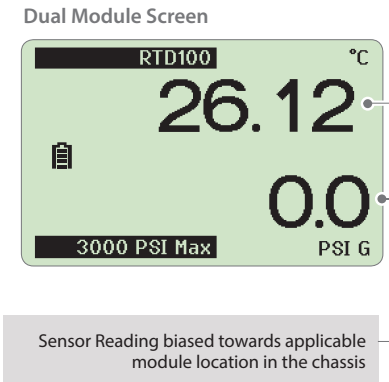 Dual Module Screen
RTD100 °C
26.12
0.0
3000 PSI Max PSI G
Sensor Reading biased towards applicable
module location in the chassis